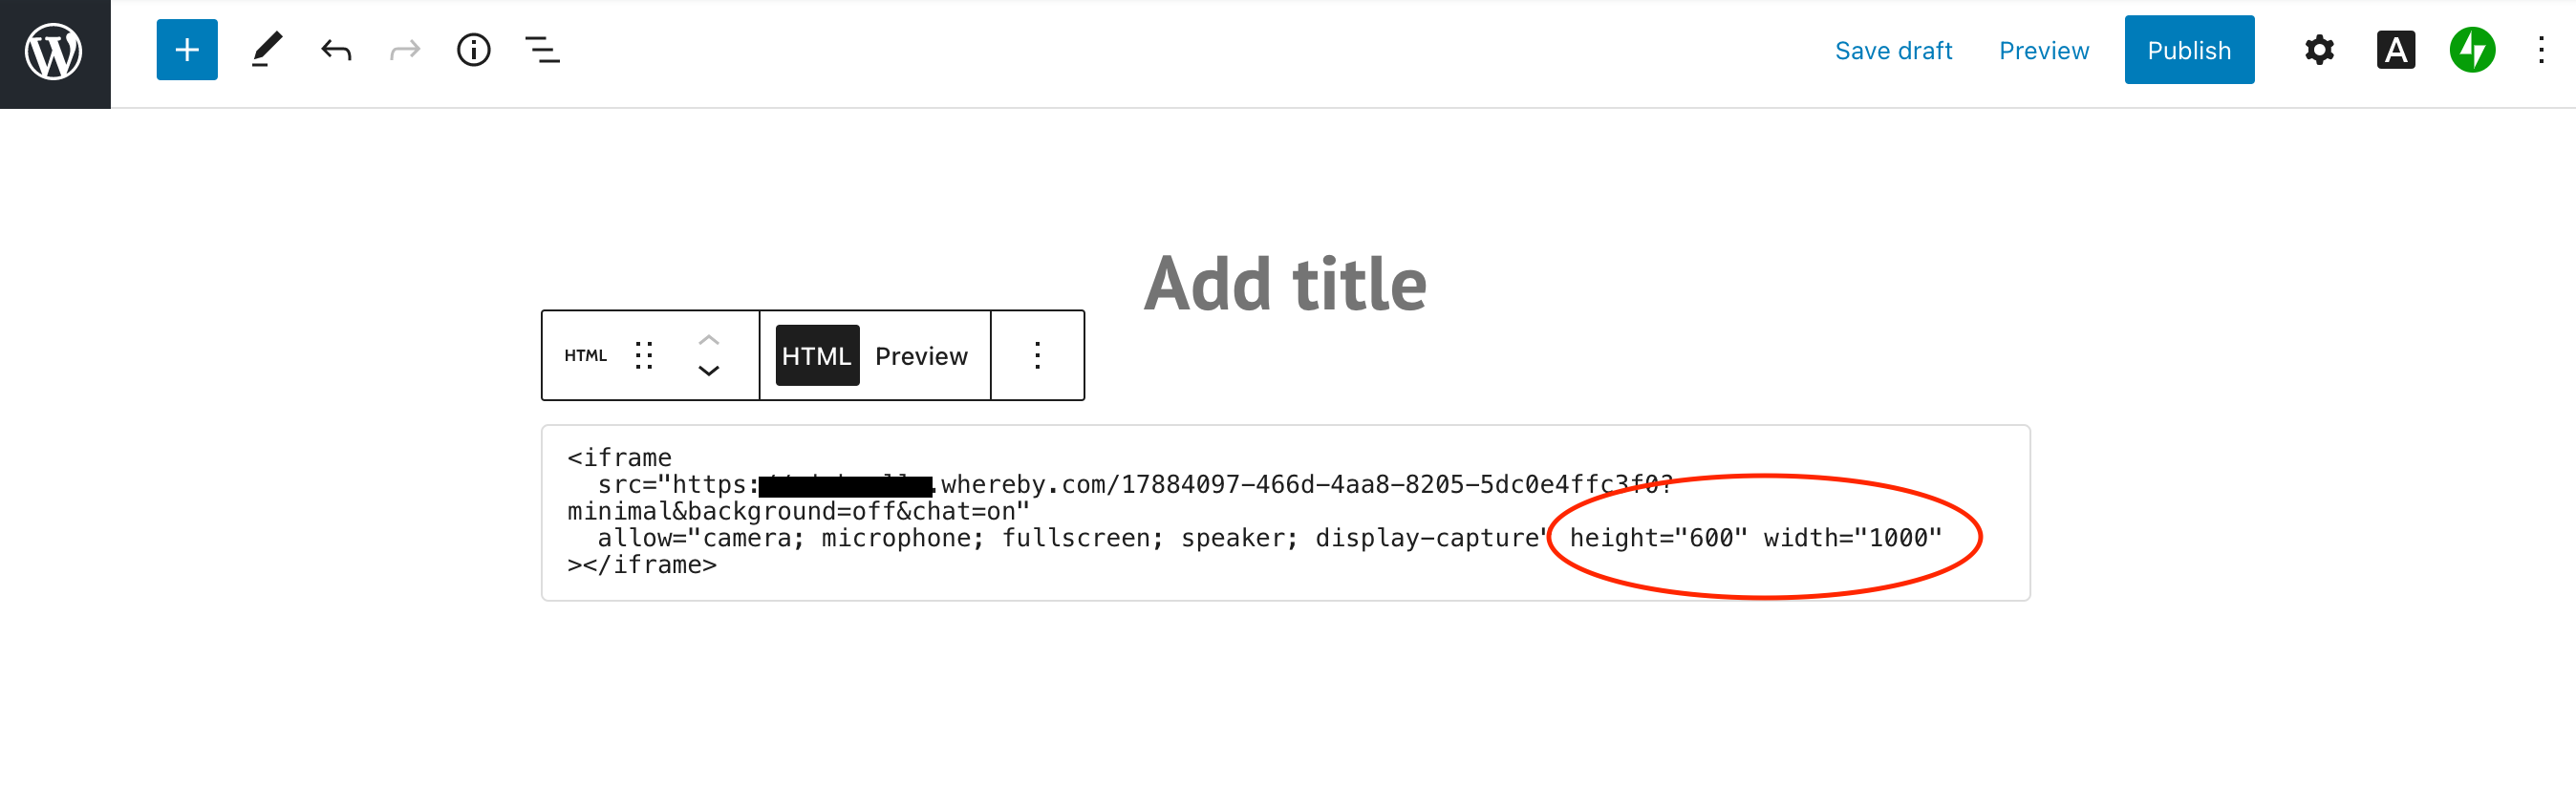 Save draft Preview Publish
Add title
HTML HTML Preview
<iframe
src="https: .whereby.com/17884097-466d-4aa8-8205-5dc0e4ffc3f0?
minimal&background=off&chat=on"
allow="camera; microphone; fullscreen; speaker; display-capture" height="600" width="1000"
></iframe>